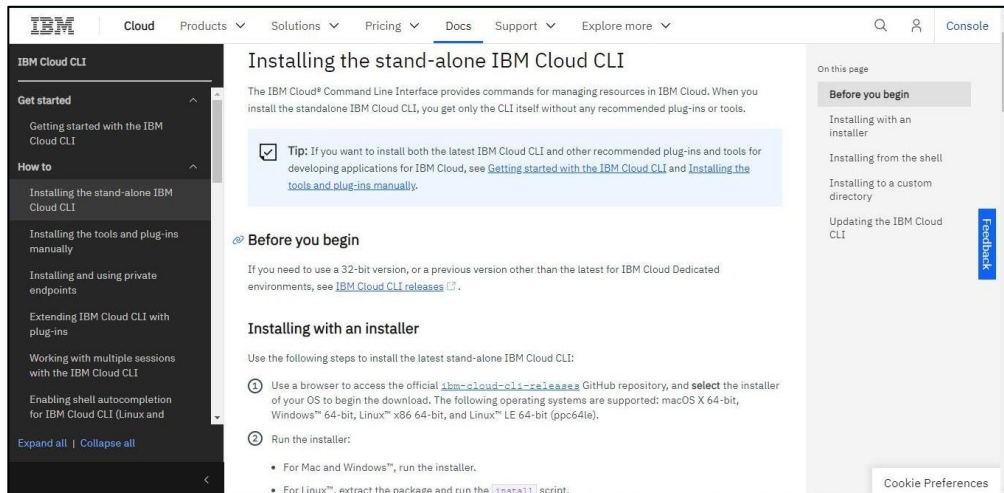 IBM Cloud Products Solutions Pricing Docs Support Explore more Console
IBM Cloud CLI
Get started
Getting started with the IBM
Cloud CLI
How to
Installing the stand-alone IBM
Cloud CLI
Installing the tools and plug-ins
manually
Installing and using private
endpoints
Extending IBM Cloud CLI with
plug-ins
Working with multiple sessions
with the IBM Cloud CLI
Enabling shell autocompletion
for IBM Cloud CLI (Linux and
Expand all | Collapse all
Installing the stand-alone IBM Cloud CLI
The IBM Cloud® Command Line Interface provides commands for managing resources in IBM Cloud. When you
install the standalone IBM Cloud CLI, you get only the CLI itself without any recommended plug-ins or tools.
Tip: If you want to install both the latest IBM Cloud CLI and other recommended plug-ins and tools for
developing applications for IBM Cloud, see Getting started with the IBM Cloud CLI and Installing the
tools and plug-ins manually.
Before you begin
If you need to use a 32-bit version, or a previous version other than the latest for IBM Cloud Dedicated
environments, see IBM Cloud CLI releases .
Installing with an installer
Use the following steps to install the latest stand-alone IBM Cloud CLI:
1 Use a browser to access the official ibm-cloud-cli-releases GitHub repository, and select the installer
of your OS to begin the download. The following operating systems are supported: macOS X 64-bit,
Windows™ 64-bit, Linux™ x86 64-bit, and Linux™ LE 64-bit (ppc64le).
2 Run the installer:
• For Mac and Windows™, run the installer.
• For Linux™, extract the package and run the install script.
On this page
Before you begin
Installing with an
installer
Installing from the shell
Installing to a custom
directory
Updating the IBM Cloud
CLI
Feedback
Cookie Preferences